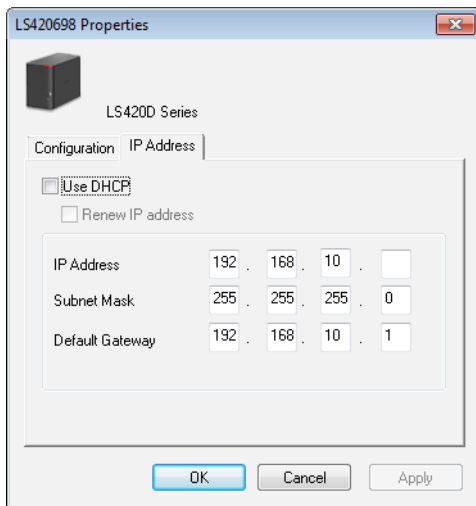 LS420698 Properties
LS420D Series
Configuration IP Address
Use DHCP
Renew IP address
IP Address 192 . 168 . 10 .
Subnet Mask 255 . 255 . 255 . 0
Default Gateway 192 . 168 . 10 . 1
OK Cancel Apply